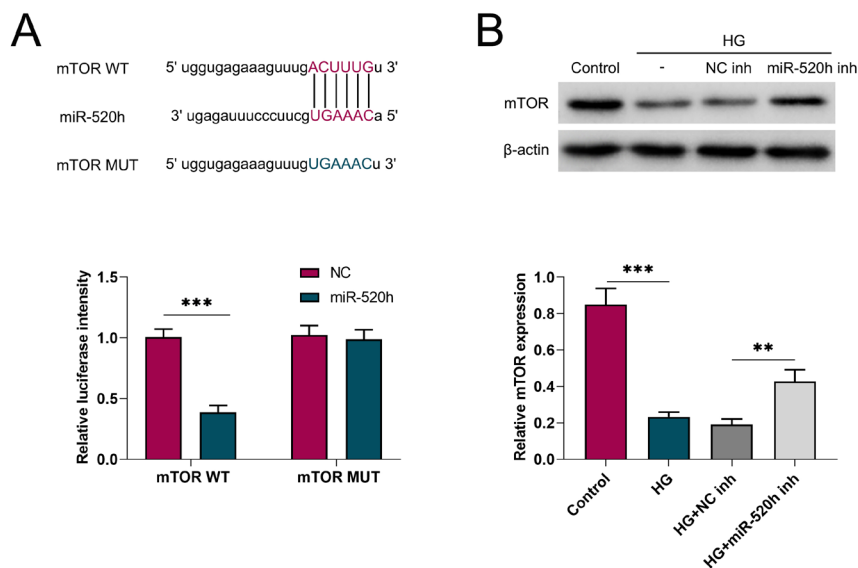 A
mTOR WT 5' uggugagaaaguuugACUUUGu 3'
miR-520h 3' ugagauuucccuucgUGAAACa 5'
mTOR MUT 5' uggugagaaaguuugUGAAACu 3'
Relative luciferase intensity
1.5
1.0
0.5
0.0
NC
miR-520h
***
mTOR WT mTOR MUT
B
HG
Control - NC inh miR-520h inh
mTOR
β-actin
Relative mTOR expression
1.0
0.8
0.6
0.4
0.2
0.0
***
**
Control
HG
HG+NC inh
HG+miR-520h inh